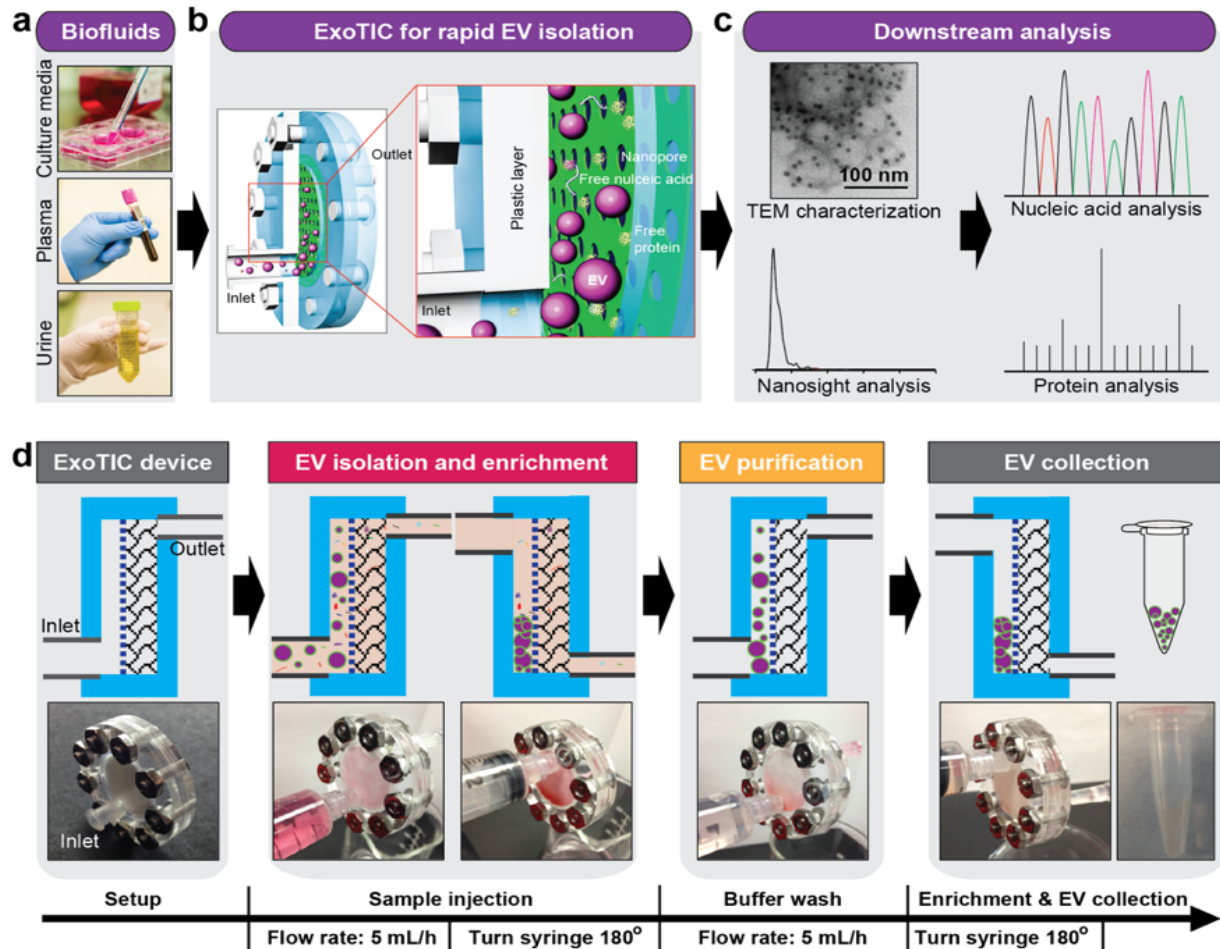 a
Biofluids
Culture media
Plasma
Urine
b
ExoTIC for rapid EV isolation
Outlet
Inlet
Plastic layer
Nanopore
Free nulceic acid
Free
protein
EV
Inlet
c
Downstream analysis
100 nm
TEM characterization
Nucleic acid analysis
Nanosight analysis
Protein analysis
d
ExoTIC device
EV isolation and enrichment
EV purification
EV collection
Outlet
Inlet
Inlet
Setup
Sample injection
Buffer wash
Enrichment & EV collection
Flow rate: 5 mL/h
Turn syringe 180°
Flow rate: 5 mL/h
Turn syringe 180°